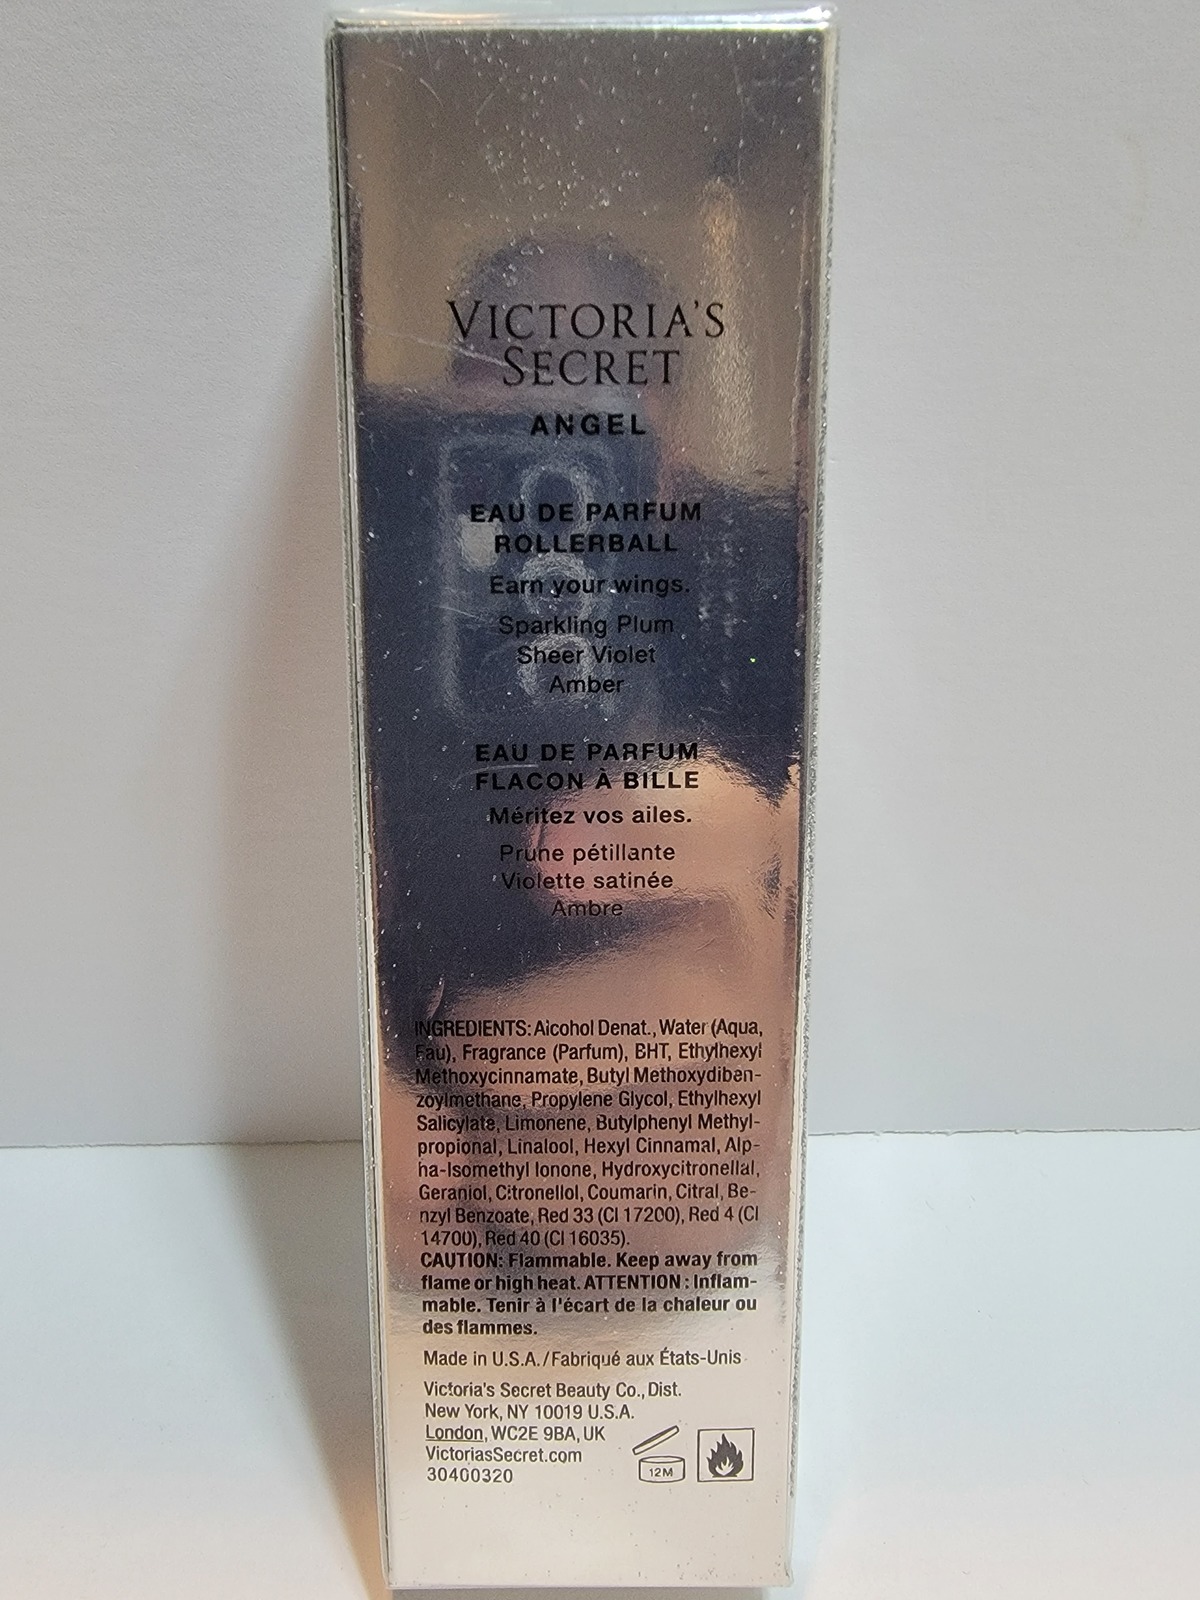 VICTORIA'S
SECRET
ANGEL
EAU DE PARFUM
ROLLERBALL
Earn your wings.
Sparkling Plum
Sheer Violet
Amber
EAU DE PARFUM
FLACON À BILLE
Méritez vos ailes.
Prune pétillante
Violette satinée
Ambre
INGREDIENTS: Alcohol Denat., Water (Aqua,
Eau), Fragrance (Parfum), BHT, Ethylhexyl
Methoxycinnamate, Butyl Methoxydiben-
zoylmethane, Propylene Glycol, Ethylhexyl
Salicylate, Limonene, Butylphenyl Methyl-
propional, Linalool, Hexyl Cinnamal, Alp-
ha-Isomethyl Ionone, Hydroxycitronellal,
Geraniol, Citronellol, Coumarin, Citral, Be-
nzyl Benzoate, Red 33 (CI 17200), Red 4 (CI
14700), Red 40 (CI 16035).
CAUTION: Flammable. Keep away from
flame or high heat. ATTENTION : Inflam-
mable. Tenir à l'écart de la chaleur ou
des flammes.
Made in U.S.A. / Fabriqué aux États-Unis
Victoria's Secret Beauty Co., Dist.
New York, NY 10019 U.S.A.
London, WC2E 9BA, UK
VictoriasSecret.com
30400320
12M